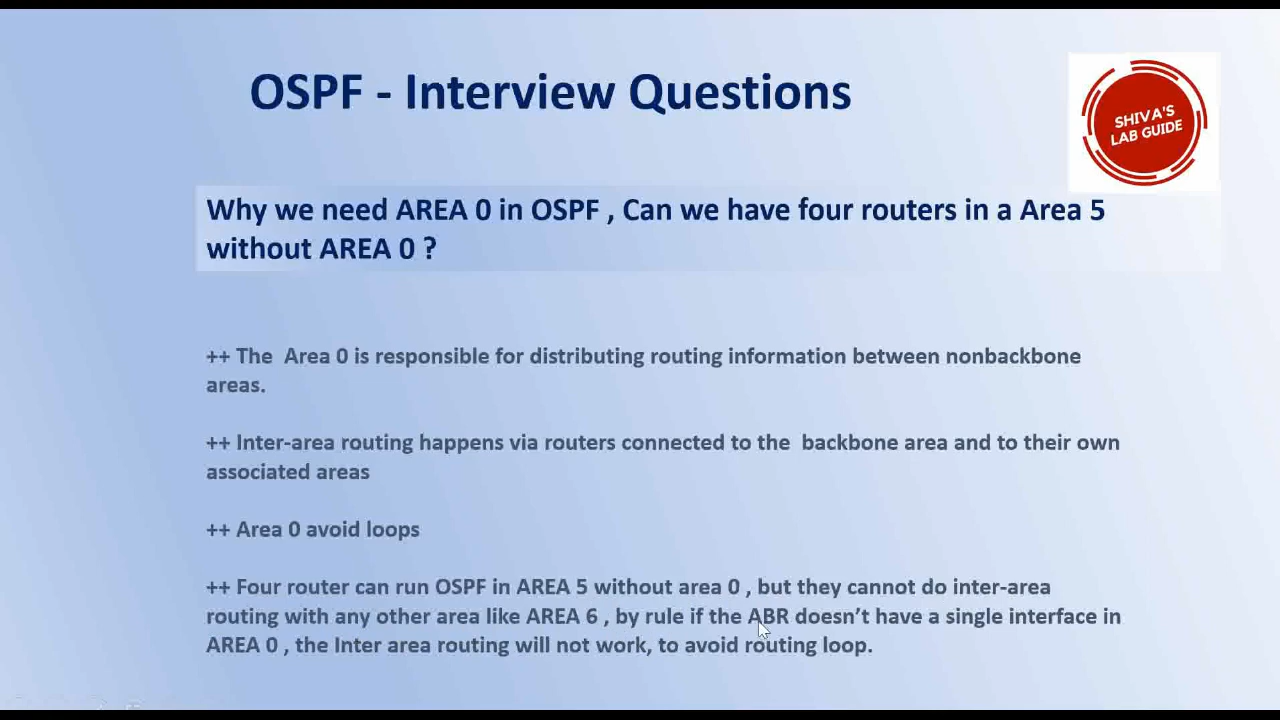 OSPF - Interview Questions
SHIVA'S
LAB GUIDE
Why we need AREA 0 in OSPF , Can we have four routers in a Area 5
without AREA 0 ?
++ The  Area 0 is responsible for distributing routing information between nonbackbone
areas.
++ Inter-area routing happens via routers connected to the  backbone area and to their own
associated areas
++ Area 0 avoid loops
++ Four router can run OSPF in AREA 5 without area 0 , but they cannot do inter-area
routing with any other area like AREA 6 , by rule if the ABR doesn’t have a single interface in
AREA 0 , the Inter area routing will not work, to avoid routing loop.